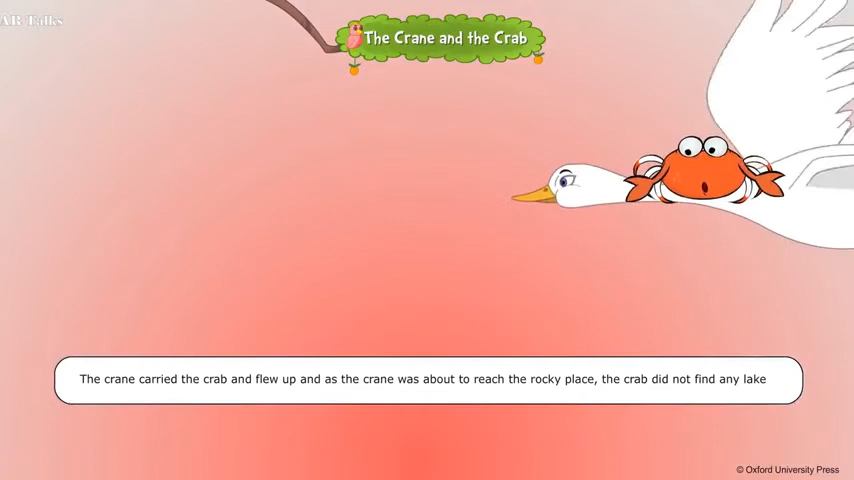 AR Talks
The Crane and the Crab
The crane carried the crab and flew up and as the crane was about to reach the rocky place, the crab did not find any lake
© Oxford University Press